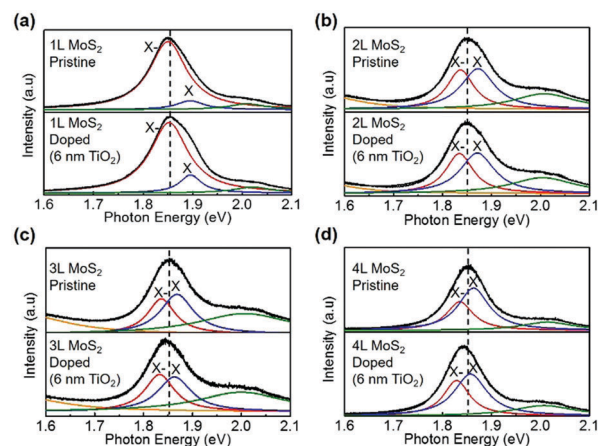 (a)
1L MoS₂
Pristine
X-
X
1L MoS₂
Doped
(6 nm TiO₂)
X-
X
Intensity (a.u)
1.6 1.7 1.8 1.9 2.0 2.1
Photon Energy (eV)
(b)
2L MoS₂
Pristine
X- X
2L MoS₂
Doped
(6 nm TiO₂)
X- X
Intensity (a.u)
1.6 1.7 1.8 1.9 2.0 2.1
Photon Energy (eV)
(c)
3L MoS₂
Pristine
X- X
3L MoS₂
Doped
(6 nm TiO₂)
X- X
Intensity (a.u)
1.6 1.7 1.8 1.9 2.0 2.1
Photon Energy (eV)
(d)
4L MoS₂
Pristine
X- X
4L MoS₂
Doped
(6 nm TiO₂)
X- X
Intensity (a.u)
1.6 1.7 1.8 1.9 2.0 2.1
Photon Energy (eV)